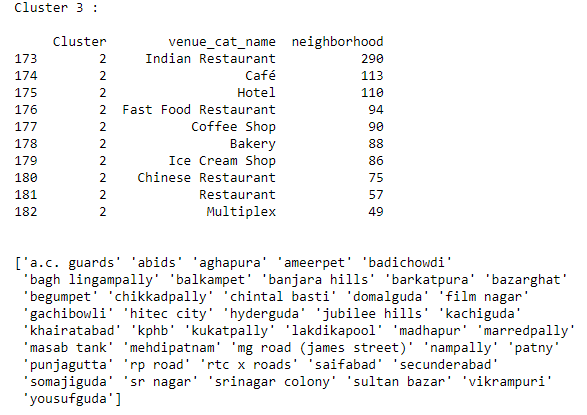 Cluster 3 :
Cluster venue_cat_name neighborhood
173 2 Indian Restaurant 290
174 2 Café 113
175 2 Hotel 110
176 2 Fast Food Restaurant 94
177 2 Coffee Shop 90
178 2 Bakery 88
179 2 Ice Cream Shop 86
180 2 Chinese Restaurant 75
181 2 Restaurant 57
182 2 Multiplex 49
['a.c. guards' 'abids' 'aghapura' 'ameerpet' 'badichowdi'
'bagh lingampally' 'balkampet' 'banjara hills' 'barkatpura' 'bazarghat'
'begumpet' 'chikkadpally' 'chintal basti' 'domalguda' 'film nagar'
'gachibowli' 'hitec city' 'hyderguda' 'jubilee hills' 'kachiguda'
'khairatabad' 'kphb' 'kukatpally' 'lakdikapool' 'madhapur' 'marredpally'
'masab tank' 'mehdipatnam' 'mg road (james street)' 'nampally' 'patny'
'punjagutta' 'rp road' 'rtc x roads' 'saifabad' 'secunderabad'
'somajiguda' 'sr nagar' 'srinagar colony' 'sultan bazar' 'vikrampuri'
'yousufguda']